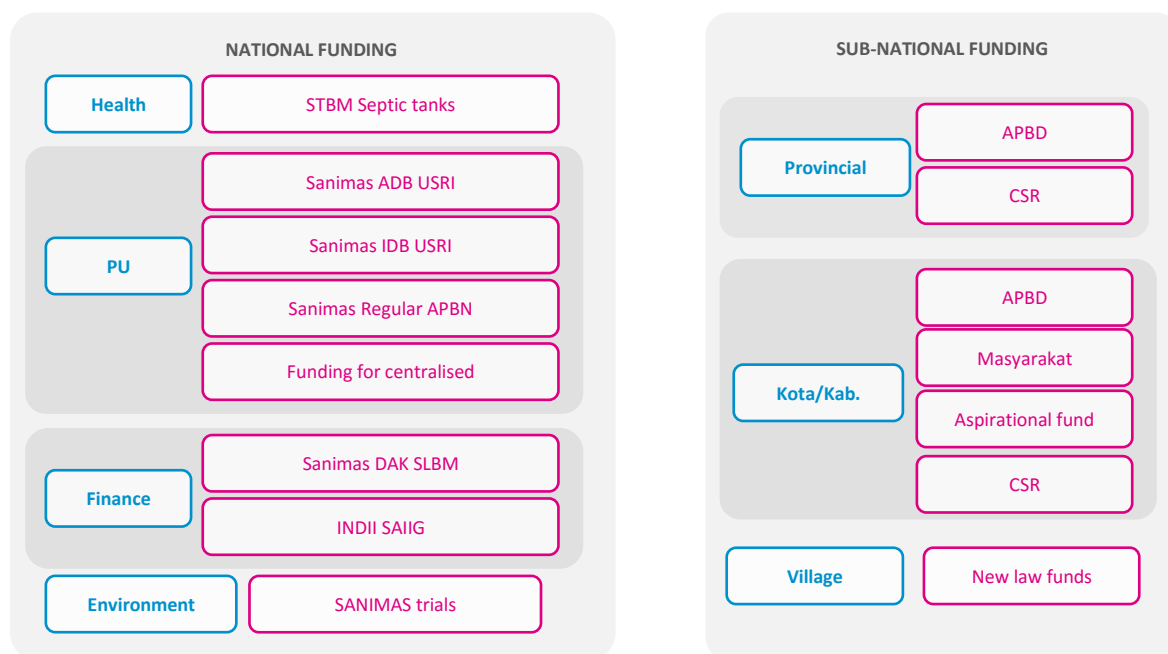 NATIONAL FUNDING
Health
STBM Septic tanks
PU
Sanimas ADB USRI
Sanimas IDB USRI
Sanimas Regular APBN
Funding for centralised
Finance
Sanimas DAK SLBM
INDII SAIIG
Environment
SANIMAS trials
SUB-NATIONAL FUNDING
Provincial
APBD
CSR
Kota/Kab.
APBD
Masyarakat
Aspirational fund
CSR
Village
New law funds